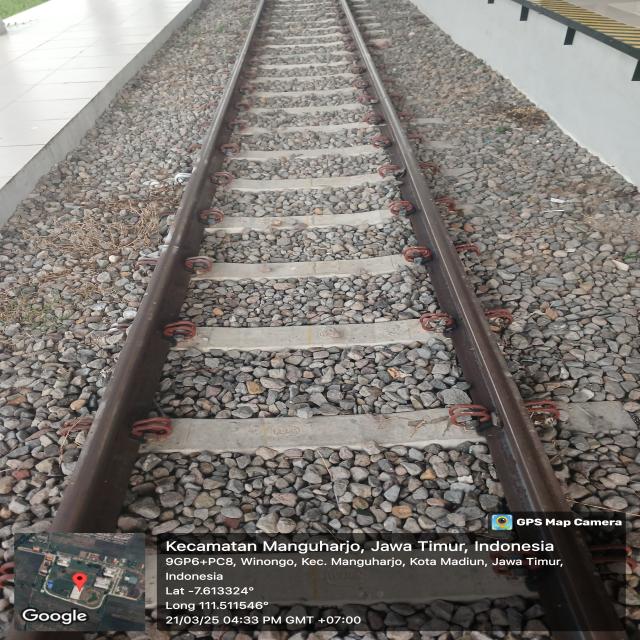 GPS Map Camera
Kecamatan Manguharjo, Jawa Timur, Indonesia
9GP6+PC8, Winongo, Kec. Manguharjo, Kota Madiun, Jawa Timur,
Indonesia
Lat -7.613324°
Long 111.511546°
21/03/25 04:33 PM GMT +07:00
Google